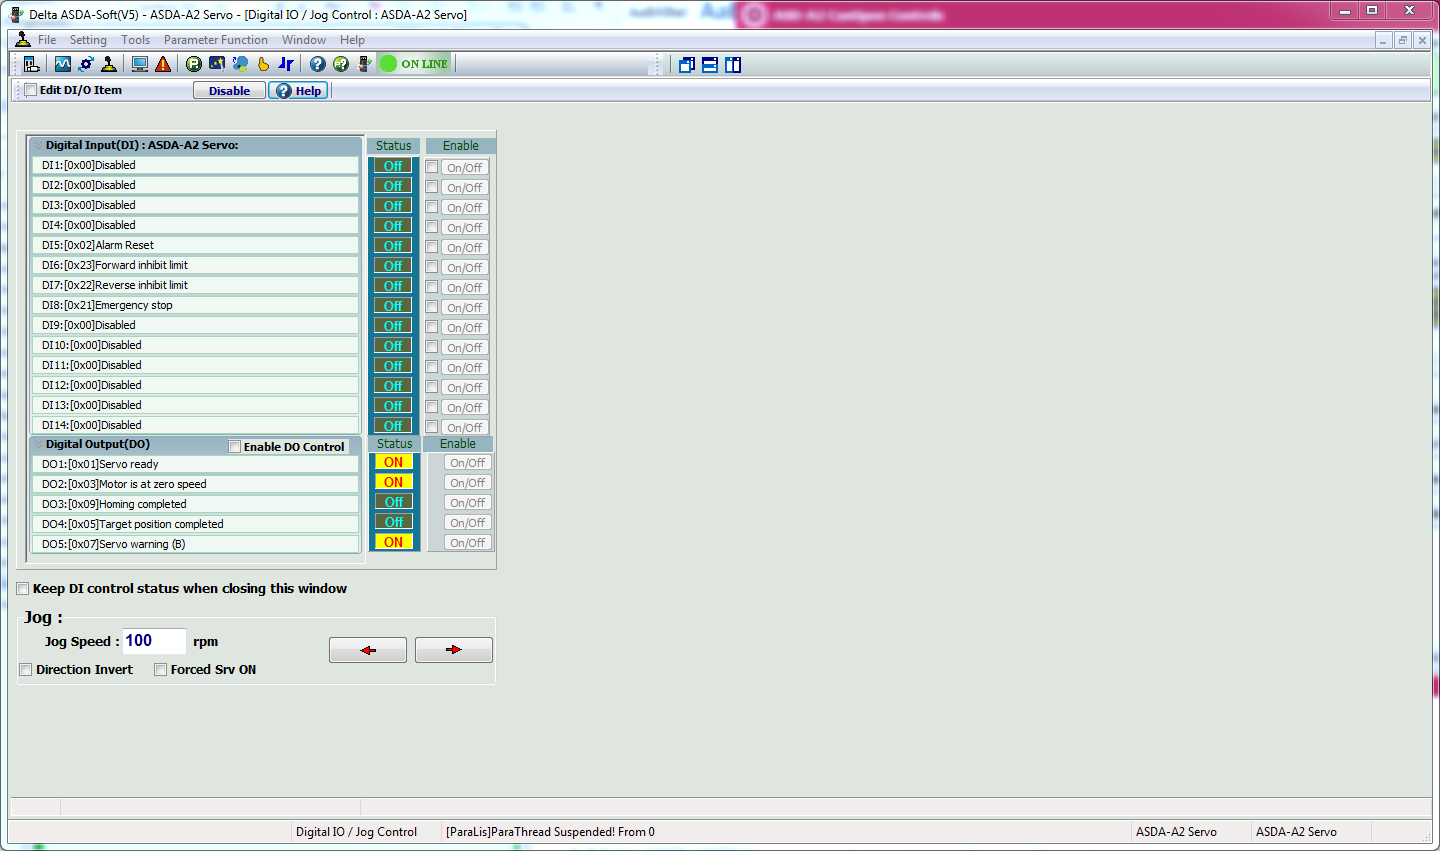 Delta ASDA-Soft(V5) - ASDA-A2 Servo - [Digital IO / Jog Control : ASDA-A2 Servo]
File Setting Tools Parameter Function Window Help
ON LINE
Edit DI/O Item Disable Help
Digital Input(DI) : ASDA-A2 Servo: Status Enable
DI1:[0x00]Disabled Off On/Off
DI2:[0x00]Disabled Off On/Off
DI3:[0x00]Disabled Off On/Off
DI4:[0x00]Disabled Off On/Off
DI5:[0x02]Alarm Reset Off On/Off
DI6:[0x23]Forward inhibit limit Off On/Off
DI7:[0x22]Reverse inhibit limit Off On/Off
DI8:[0x21]Emergency stop Off On/Off
DI9:[0x00]Disabled Off On/Off
DI10:[0x00]Disabled Off On/Off
DI11:[0x00]Disabled Off On/Off
DI12:[0x00]Disabled Off On/Off
DI13:[0x00]Disabled Off On/Off
DI14:[0x00]Disabled Off On/Off
Digital Output(DO) Enable DO Control Status Enable
DO1:[0x01]Servo ready ON On/Off
DO2:[0x03]Motor is at zero speed ON On/Off
DO3:[0x09]Homing completed Off On/Off
DO4:[0x05]Target position completed Off On/Off
DO5:[0x07]Servo warning (B) ON On/Off
Keep DI control status when closing this window
Jog :
Jog Speed : 100 rpm
Direction Invert Forced Srv ON
Digital IO / Jog Control [ParaLis]ParaThread Suspended! From 0 ASDA-A2 Servo ASDA-A2 Servo